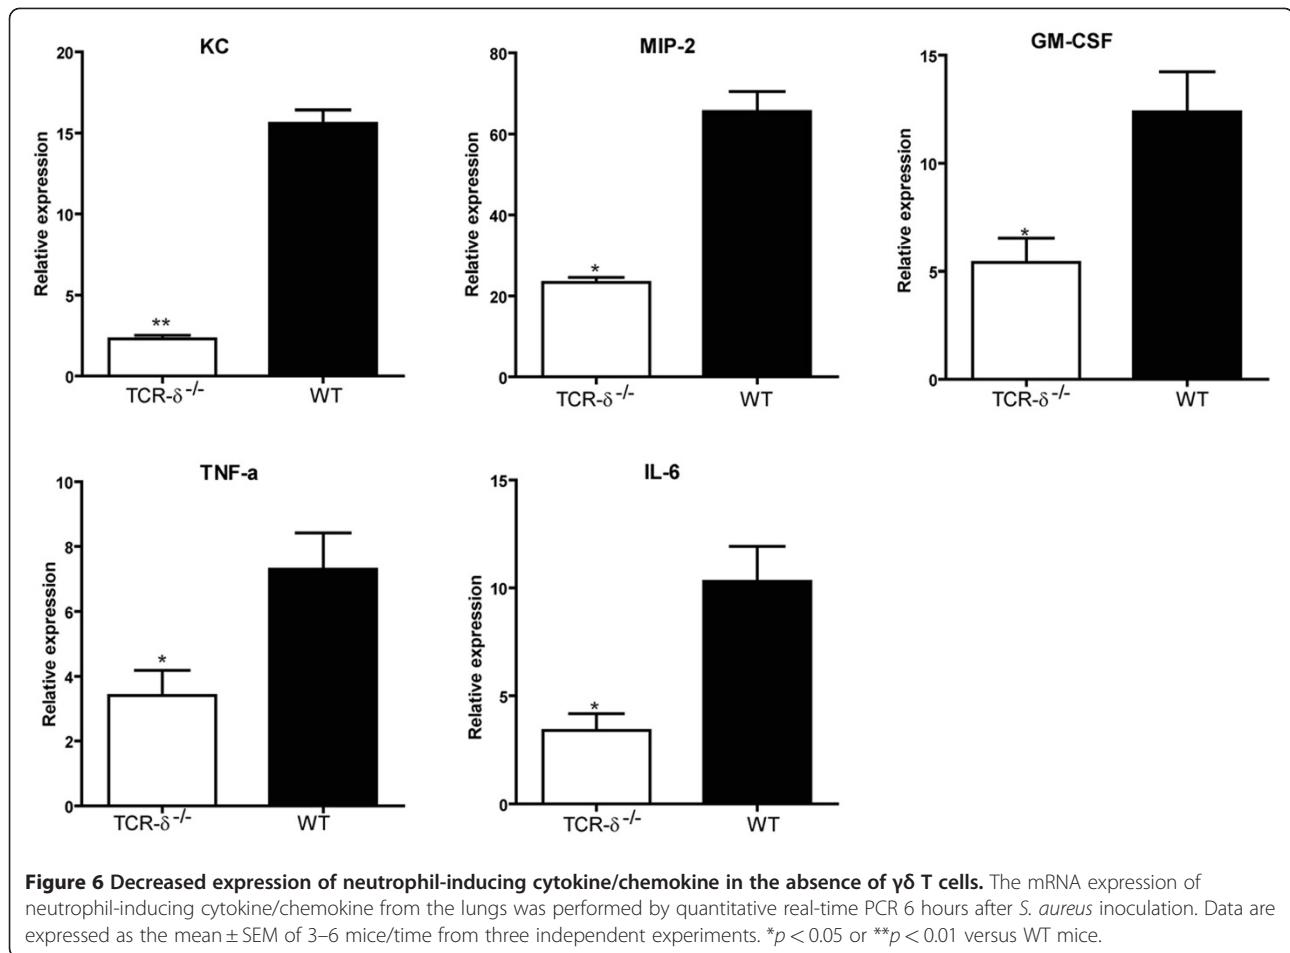 KC
20
15
10
5
0
Relative expression
**
TCR-δ-/-
WT
MIP-2
80
60
40
20
0
Relative expression
*
TCR-δ-/-
WT
GM-CSF
15
10
5
0
Relative expression
*
TCR-δ-/-
WT
TNF-a
10
8
6
4
2
0
Relative expression
*
TCR-δ-/-
WT
IL-6
15
10
5
0
Relative expression
*
TCR-δ-/-
WT
Figure 6 Decreased expression of neutrophil-inducing cytokine/chemokine in the absence of γδ T cells. The mRNA expression of
neutrophil-inducing cytokine/chemokine from the lungs was performed by quantitative real-time PCR 6 hours after S. aureus inoculation. Data are
expressed as the mean ± SEM of 3–6 mice/time from three independent experiments. *p < 0.05 or **p < 0.01 versus WT mice.